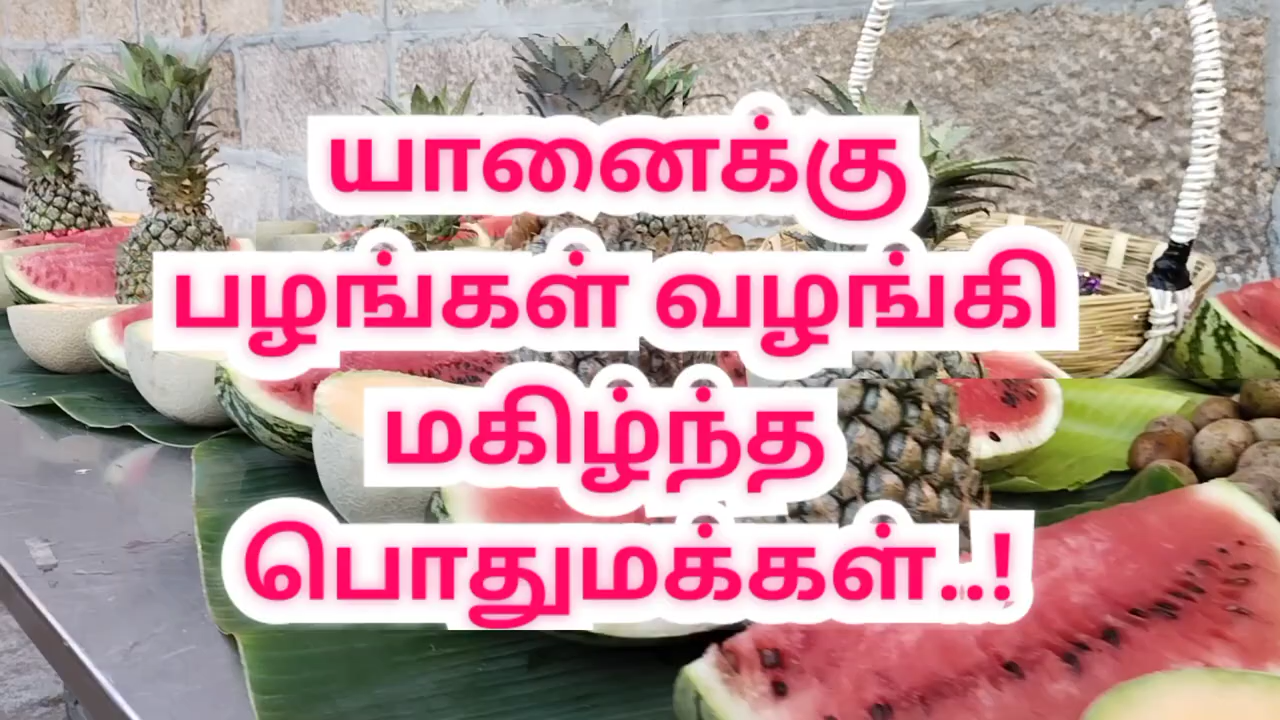 யானைக்கு
பழங்கள் வழங்கி
மகிழ்ந்த
பொதுமக்கள்..!